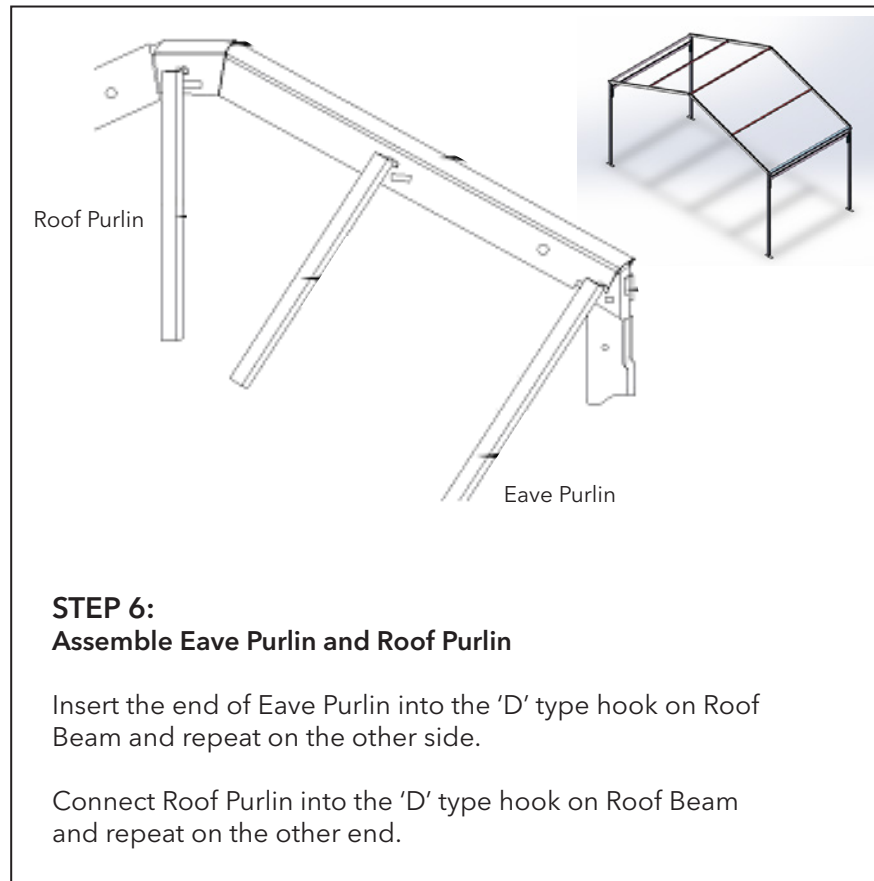 Roof Purlin
Eave Purlin
STEP 6:
Assemble Eave Purlin and Roof Purlin
Insert the end of Eave Purlin into the ‘D’ type hook on Roof
Beam and repeat on the other side.
Connect Roof Purlin into the ‘D’ type hook on Roof Beam
and repeat on the other end.